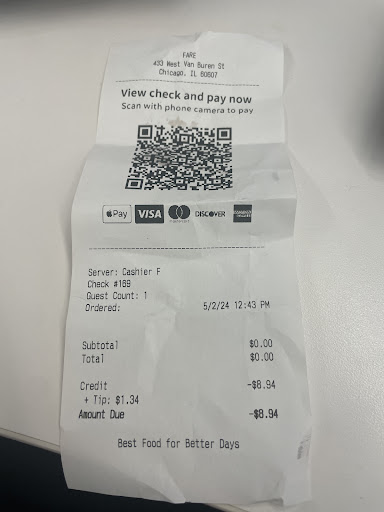 FARE
433 West Van Buren St
Chicago, IL 60607
View check and pay now
Scan with phone camera to pay
Pay VISA DISCOVER
Server: Cashier F
Check #169
Guest Count: 1
Ordered: 5/2/24 12:43 PM
Subtotal $0.00
Total $0.00
Credit -$8.94
+ Tip: $1.34
Amount Due -$8.94
Best Food for Better Days